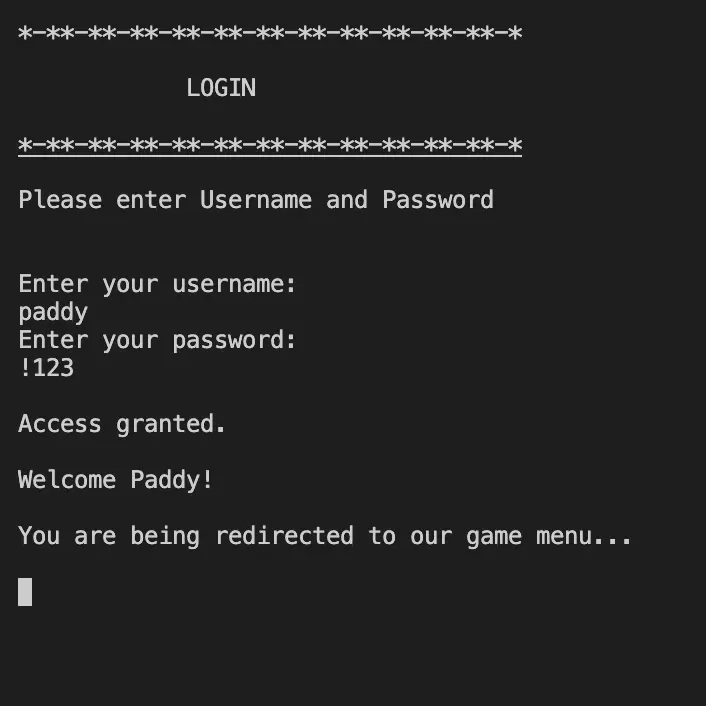 *-**-**-**-**-**-**-**-**-**-**-**-*
LOGIN
*-**-**-**-**-**-**-**-**-**-**-**-*
Please enter Username and Password
Enter your username:
paddy
Enter your password:
!123
Access granted.
Welcome Paddy!
You are being redirected to our game menu...